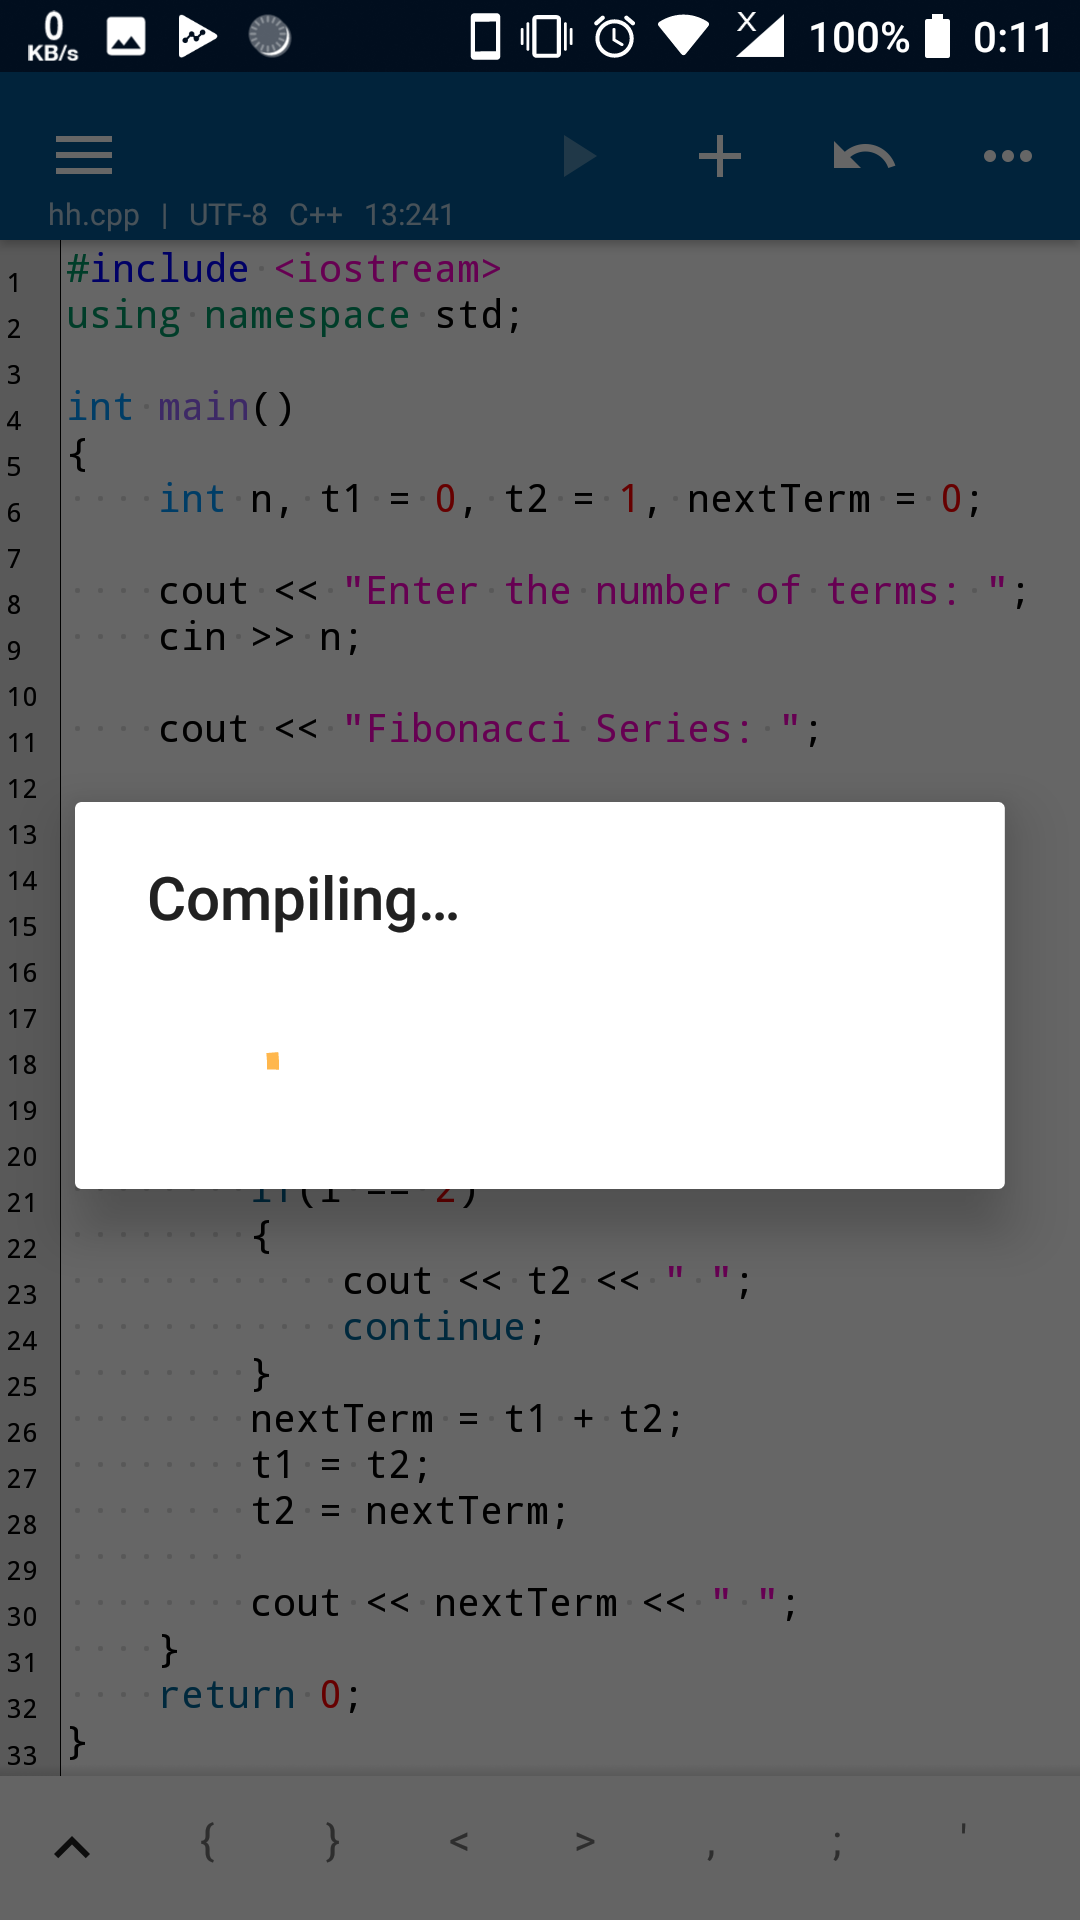 0 KB/s X 100% 0:11
hh.cpp | UTF-8 C++ 13:241
1 #include <iostream>
2 using namespace std;
3
4 int main()
5 {
6 int n, t1 = 0, t2 = 1, nextTerm = 0;
7
8 cout << "Enter the number of terms: ";
9 cin >> n;
10
11 cout << "Fibonacci Series: ";
12
13
14
Compiling...
15
16
17
18
19
20
21 if(i == 2)
22 {
23 cout << t2 << " ";
24 continue;
25 }
26 nextTerm = t1 + t2;
27 t1 = t2;
28 t2 = nextTerm;
29
30 cout << nextTerm << " ";
31 }
32 return 0;
33 }
{ } < > , ; '